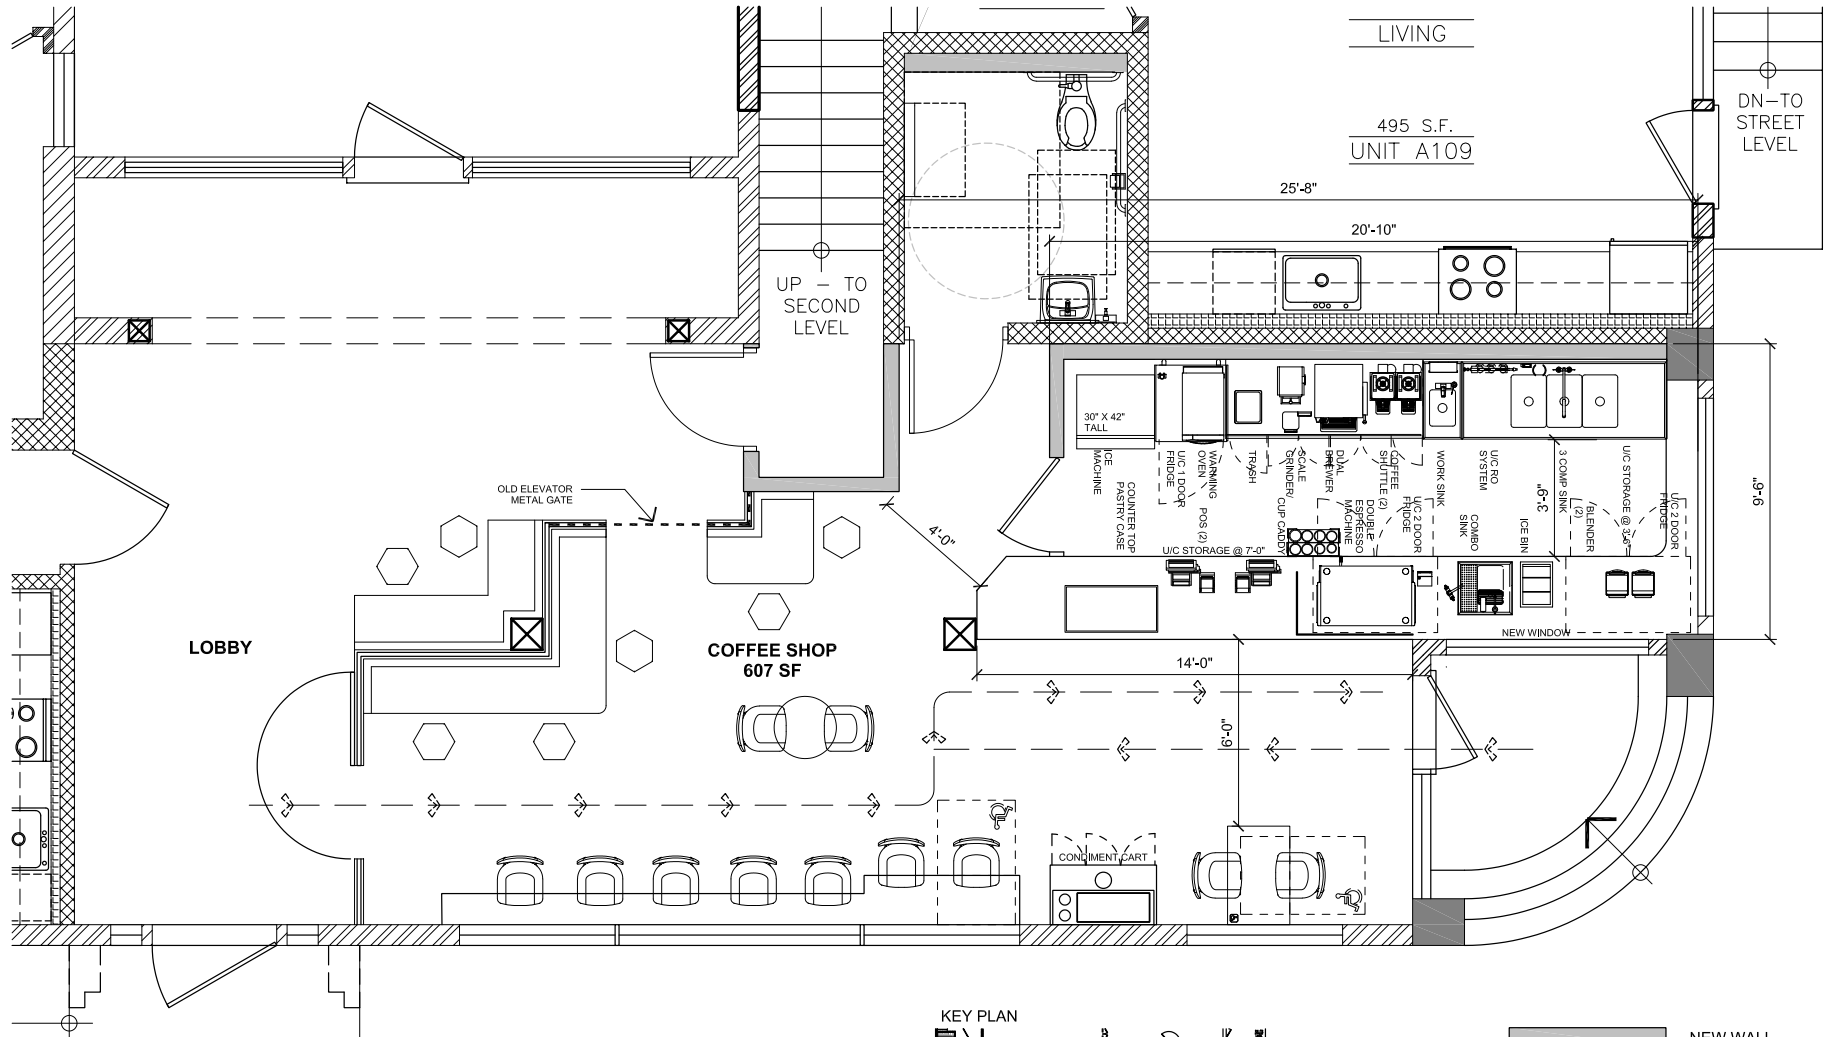 LIVING
495 S.F.
UNIT A109
DN-TO
STREET
LEVEL
25'-8"
20'-10"
UP - TO
SECOND
LEVEL
30" X 42"
TALL
ICE
MACHINE
COUNTER TOP
PASTRY CASE
U/C 1 DOOR
FRIDGE
WARMING
OVEN
POS (2)
TRASH
GRINDER/
SCALE
CUP CADDY
DUAL
BREWER
DOUBLE
ESPRESSO
MACHINE
COFFEE
SHUTTLE (2)
U/C 2 DOOR
FRIDGE
WORK SINK
COMBO
SINK
U/C RO
SYSTEM
ICE BIN
3 COMP SINK
BLENDER
(2)
U/C STORAGE @ 3'-6"
U/C 2 DOOR
FRIDGE
3'-9"
9'-6"
U/C STORAGE @ 7'-0"
OLD ELEVATOR
METAL GATE
4'-0"
NEW WINDOW
LOBBY
COFFEE SHOP
607 SF
14'-0"
6'-0"
CONDIMENT CART
KEY PLAN
NEW WALL